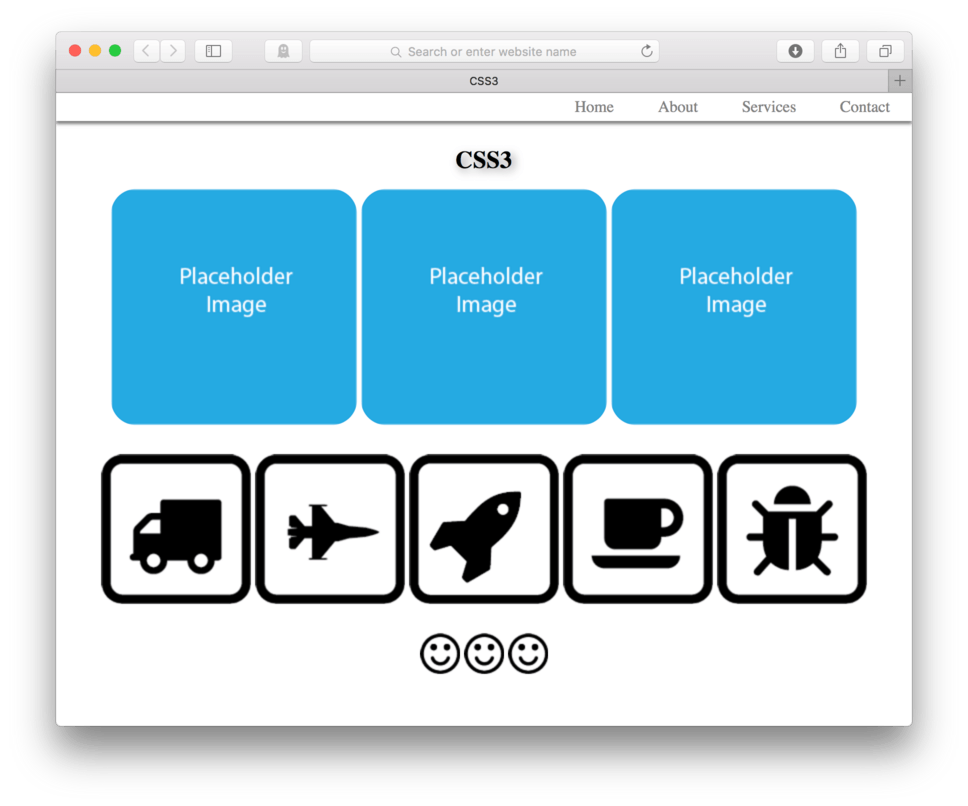 Search or enter website name
CSS3
Home About Services Contact
CSS3
Placeholder Image
Placeholder Image
Placeholder Image